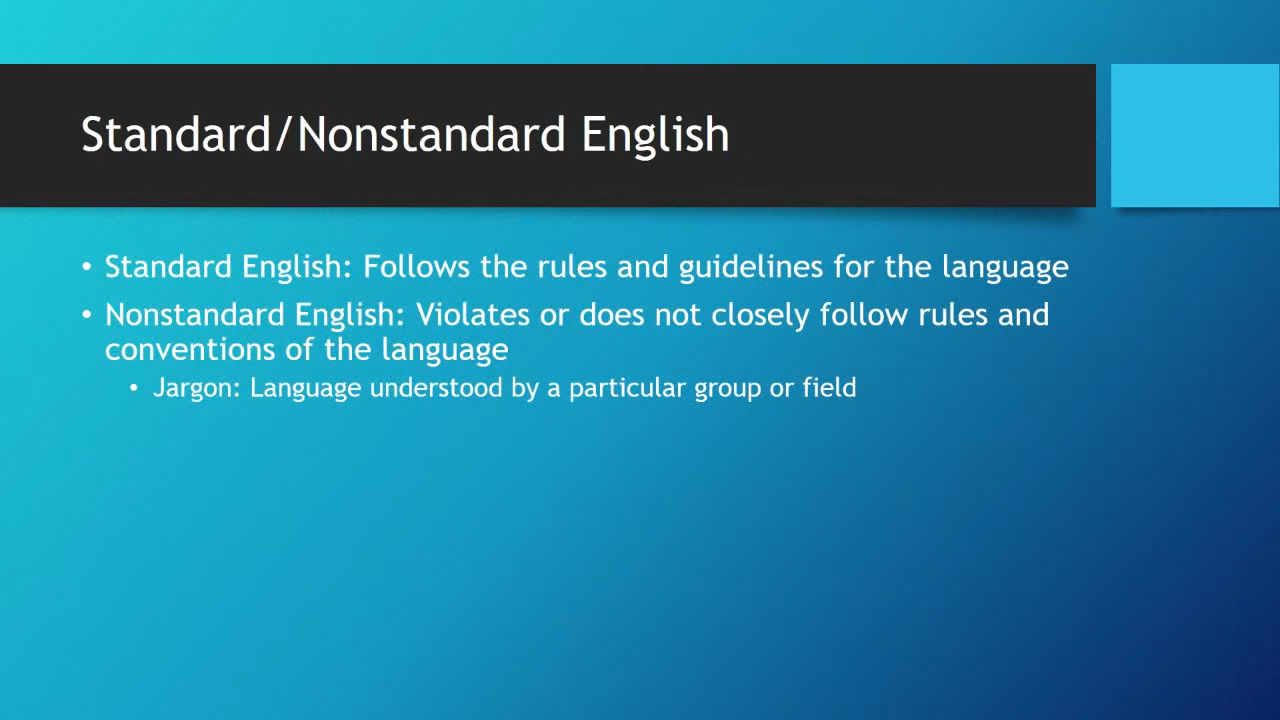 Standard/Nonstandard English
• Standard English: Follows the rules and guidelines for the language
• Nonstandard English: Violates or does not closely follow rules and
conventions of the language
• Jargon: Language understood by a particular group or field